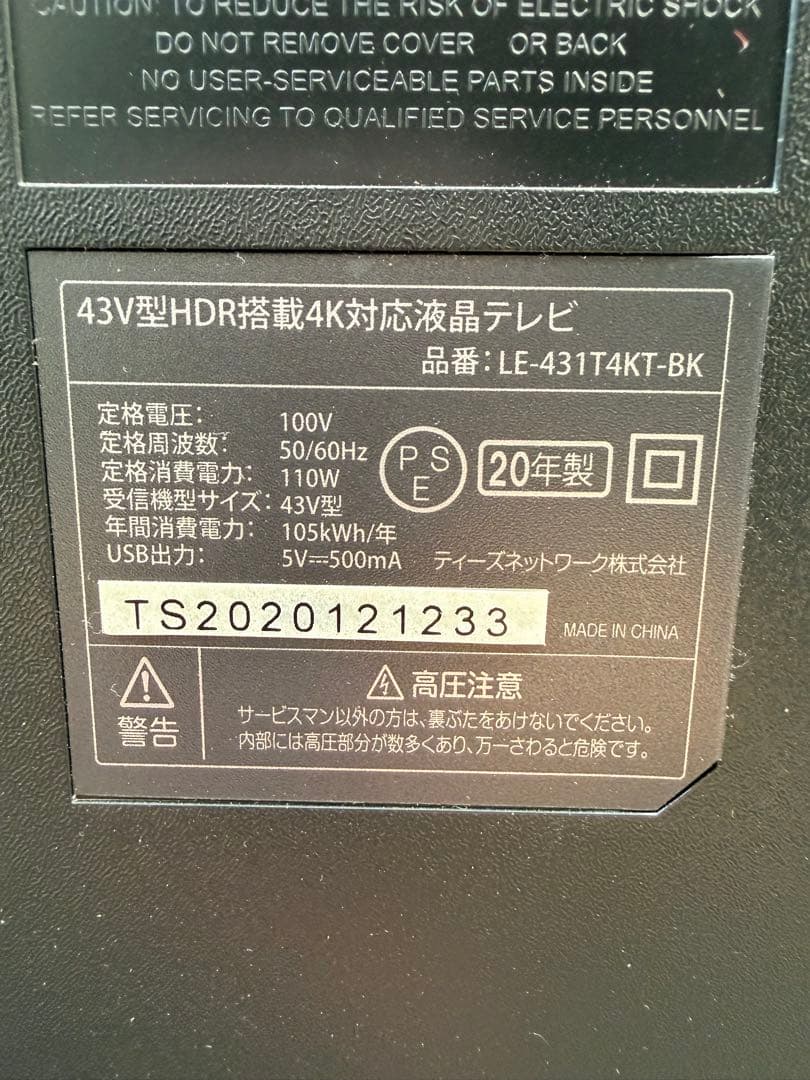 CAUTION: TO REDUCE THE RISK OF ELECTRIC SHOCK
DO NOT REMOVE COVER OR BACK
NO USER-SERVICEABLE PARTS INSIDE
REFER SERVICING TO QUALIFIED SERVICE PERSONNEL
43V型HDR搭載4K対応液晶テレビ
品番：LE-431T4KT-BK
定格電圧： 100V
定格周波数： 50/60Hz
定格消費電力： 110W
受信機型サイズ： 43V型
年間消費電力： 105kWh/年
USB出力： 5V⎓500mA
PSE
20年製
ティーズネットワーク株式会社
TS2020121233
MADE IN CHINA
警告
高圧注意
サービスマン以外の方は、裏ぶたをあけないでください。
内部には高圧部分が数多くあり、万一さわると危険です。